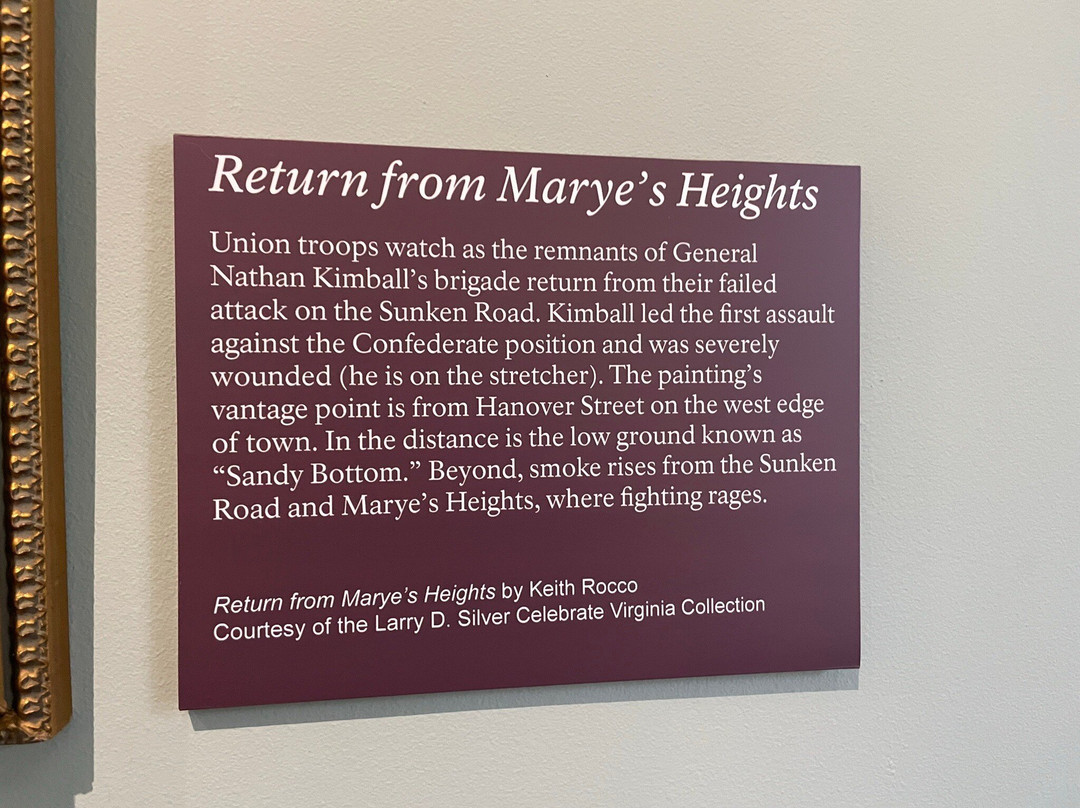 Return from Marye's Heights
Union troops watch as the remnants of General
Nathan Kimball's brigade return from their failed
attack on the Sunken Road. Kimball led the first assault
against the Confederate position and was severely
wounded (he is on the stretcher). The painting's
vantage point is from Hanover Street on the west edge
of town. In the distance is the low ground known as
“Sandy Bottom.” Beyond, smoke rises from the Sunken
Road and Marye's Heights, where fighting rages.
Return from Marye's Heights by Keith Rocco
Courtesy of the Larry D. Silver Celebrate Virginia Collection